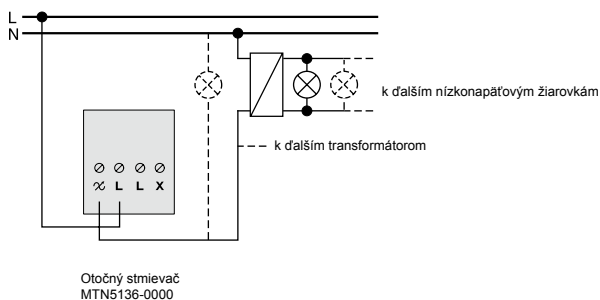 L
N
k ďalším nízkonapäťovým žiarovkám
k ďalším transformátorom
L L X
Otočný stmievač
MTN5136-0000